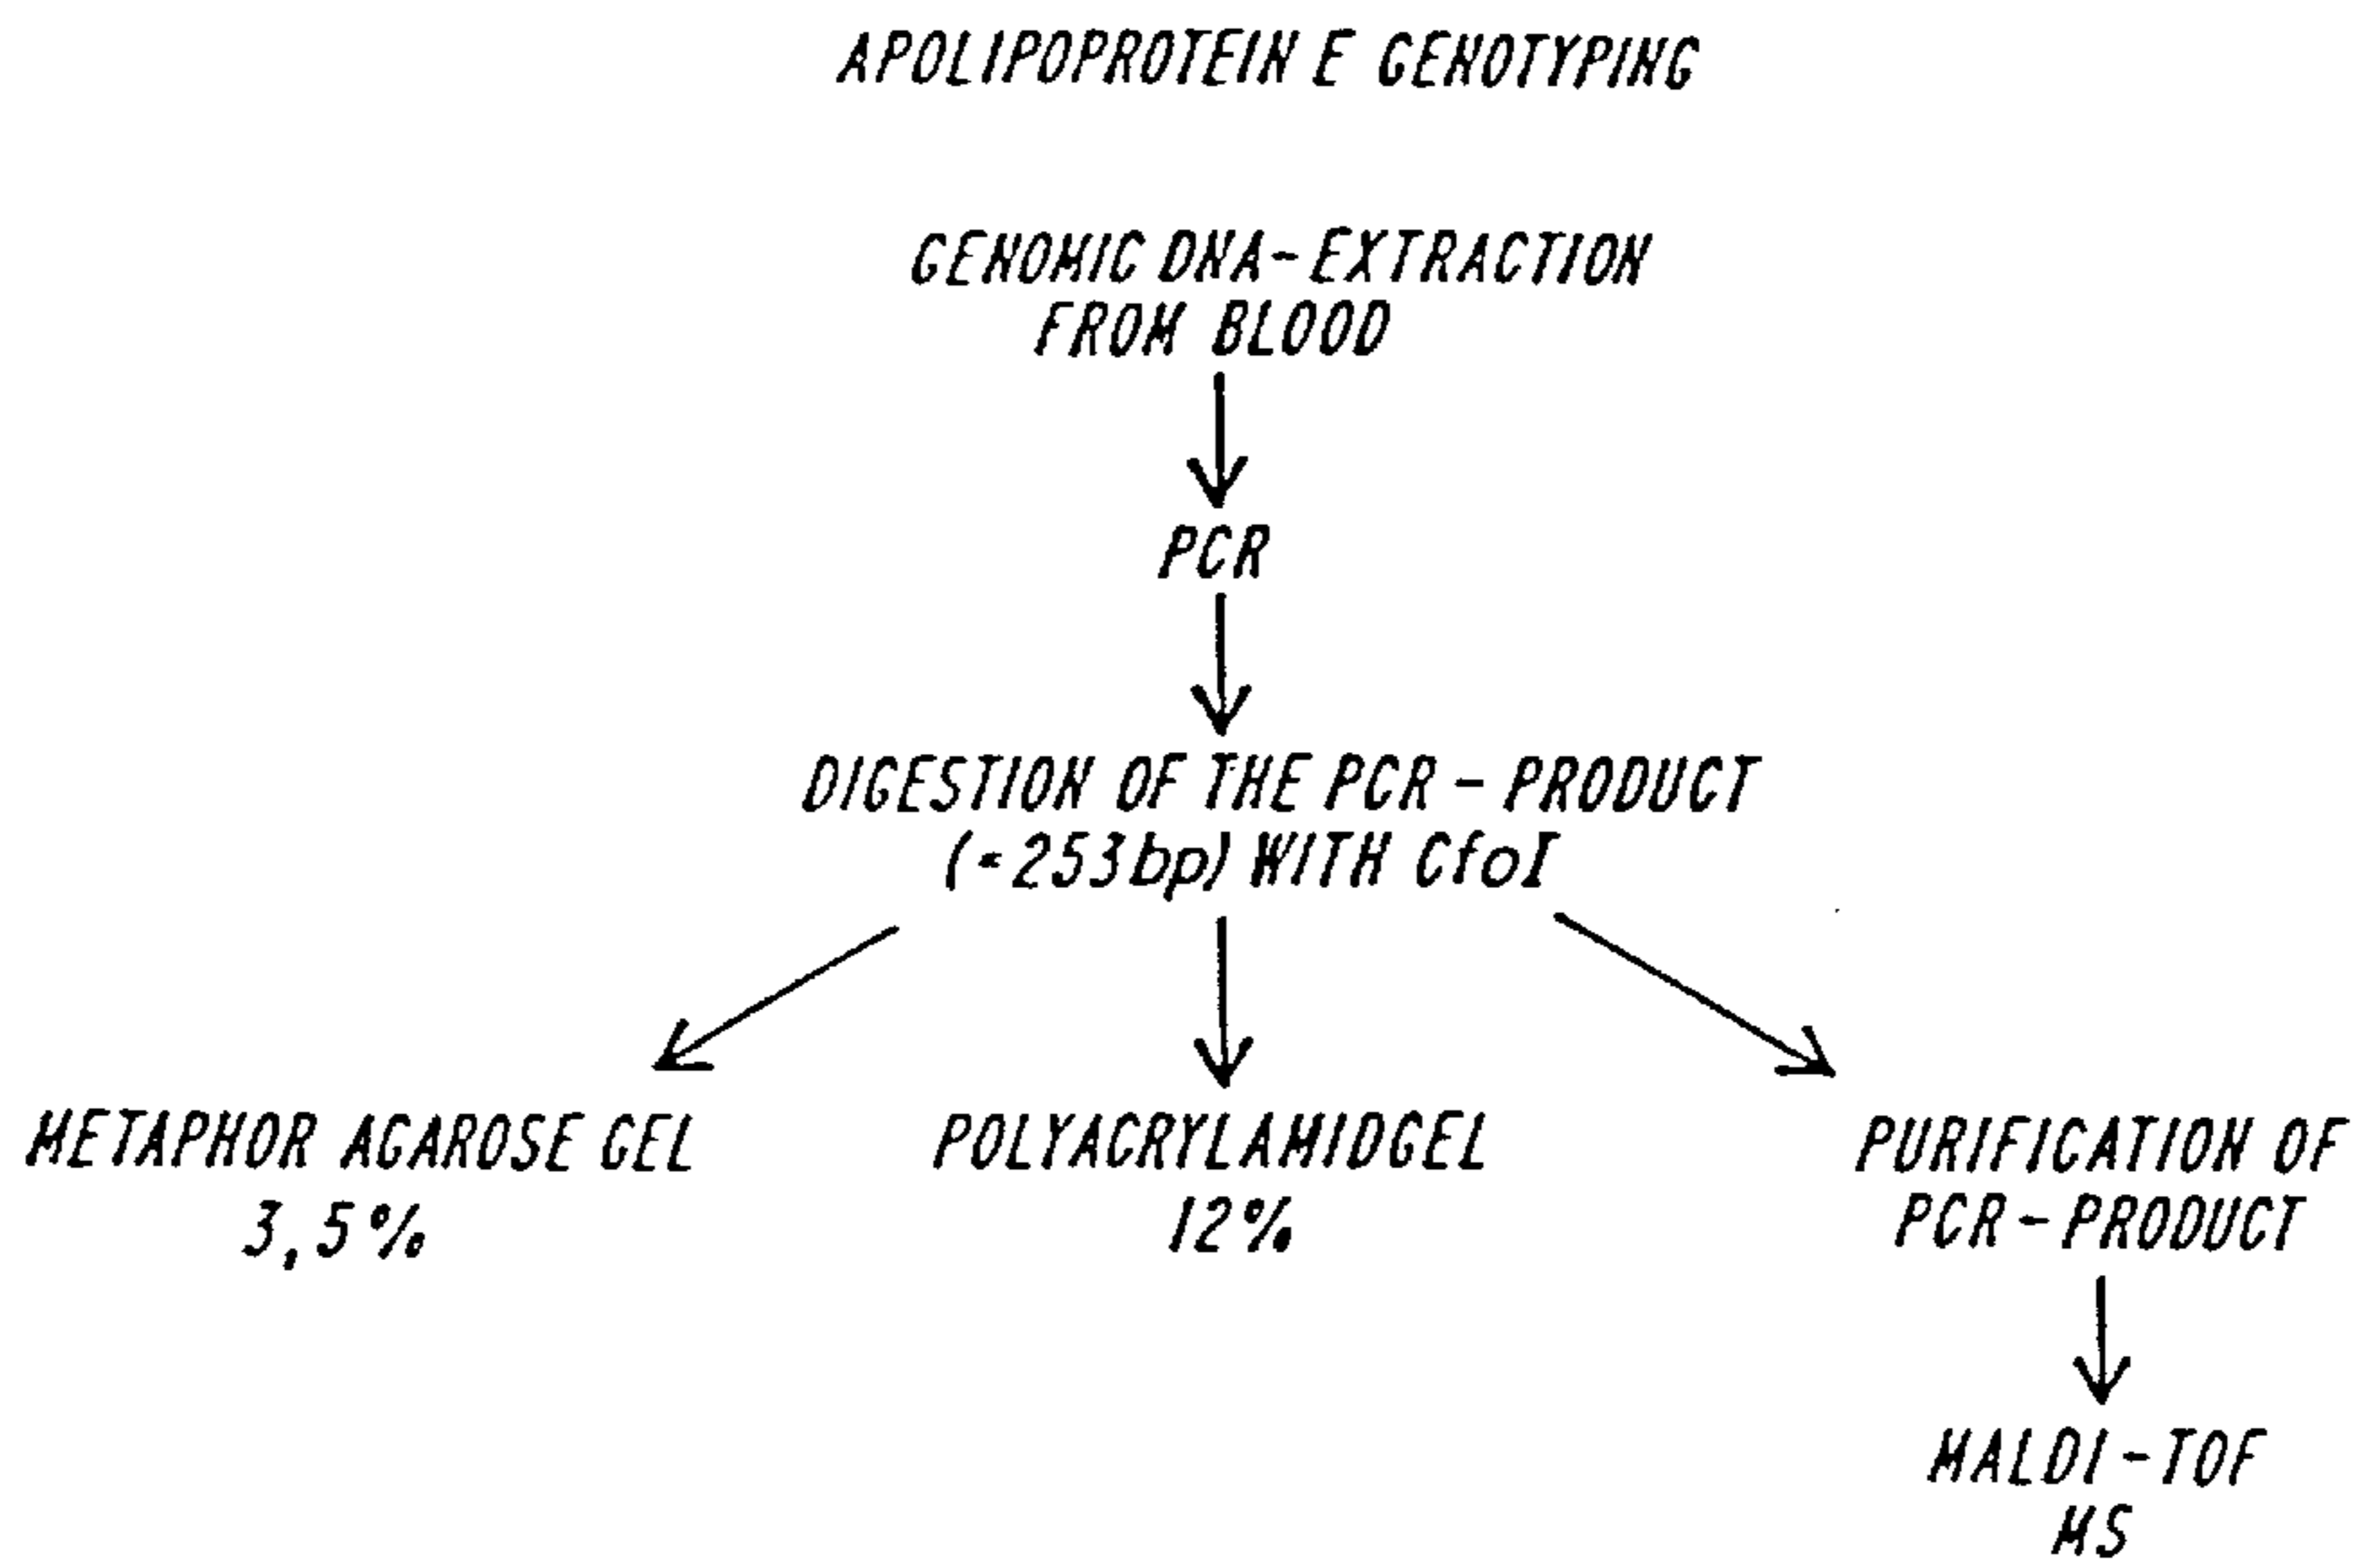 APOLIPOPROTEIN E GENOTYPING
GENOMIC DNA-EXTRACTION
FROM BLOOD
PCR
DIGESTION OF THE PCR - PRODUCT
(=253bp) WITH CfoI
METAPHOR AGAROSE GEL
3,5%
POLYACRYLAMIDGEL
12%
PURIFICATION OF
PCR - PRODUCT
MALDI - TOF
MS